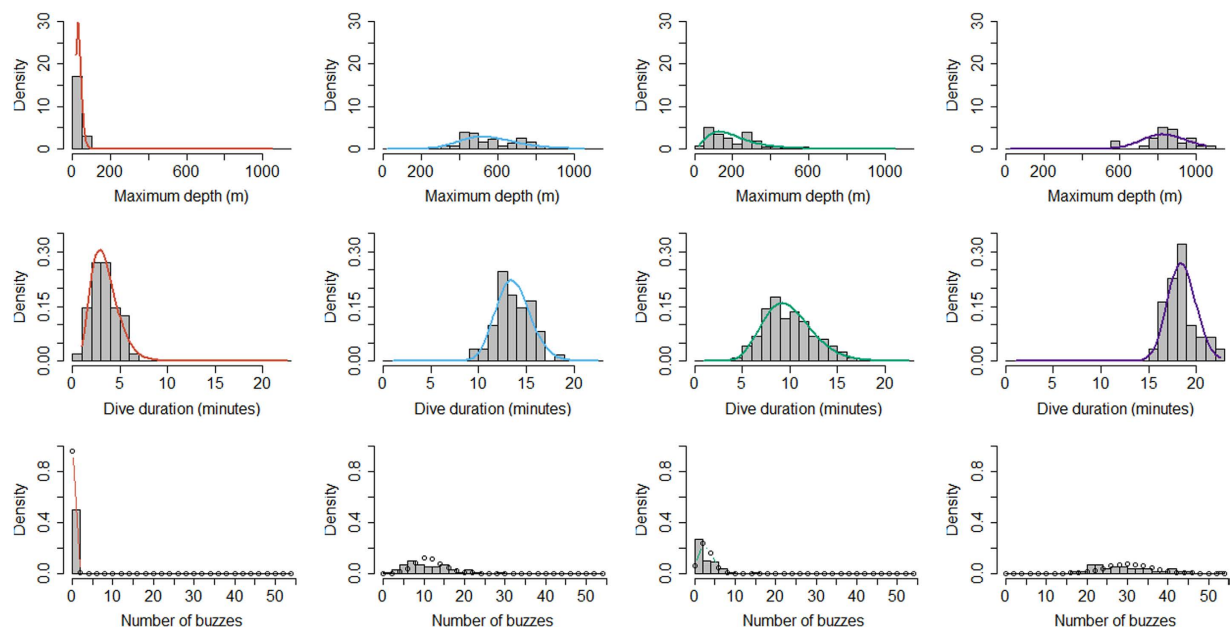 Density
0 10 20 30
200 600 1000
Maximum depth (m)
Density
0 10 20 30
0 200 600 1000
Maximum depth (m)
Density
0 10 20 30
0 200 600 1000
Maximum depth (m)
Density
0 10 20 30
0 200 600 1000
Maximum depth (m)
Density
0.00 0.15 0.30
0 5 10 15 20
Dive duration (minutes)
Density
0.00 0.15 0.30
0 5 10 15 20
Dive duration (minutes)
Density
0.00 0.15 0.30
0 5 10 15 20
Dive duration (minutes)
Density
0.00 0.15 0.30
0 5 10 15 20
Dive duration (minutes)
Density
0.0 0.4 0.8
0 10 20 30 40 50
Number of buzzes
Density
0.0 0.4 0.8
0 10 20 30 40 50
Number of buzzes
Density
0.0 0.4 0.8
0 10 20 30 40 50
Number of buzzes
Density
0.0 0.4 0.8
0 10 20 30 40 50
Number of buzzes